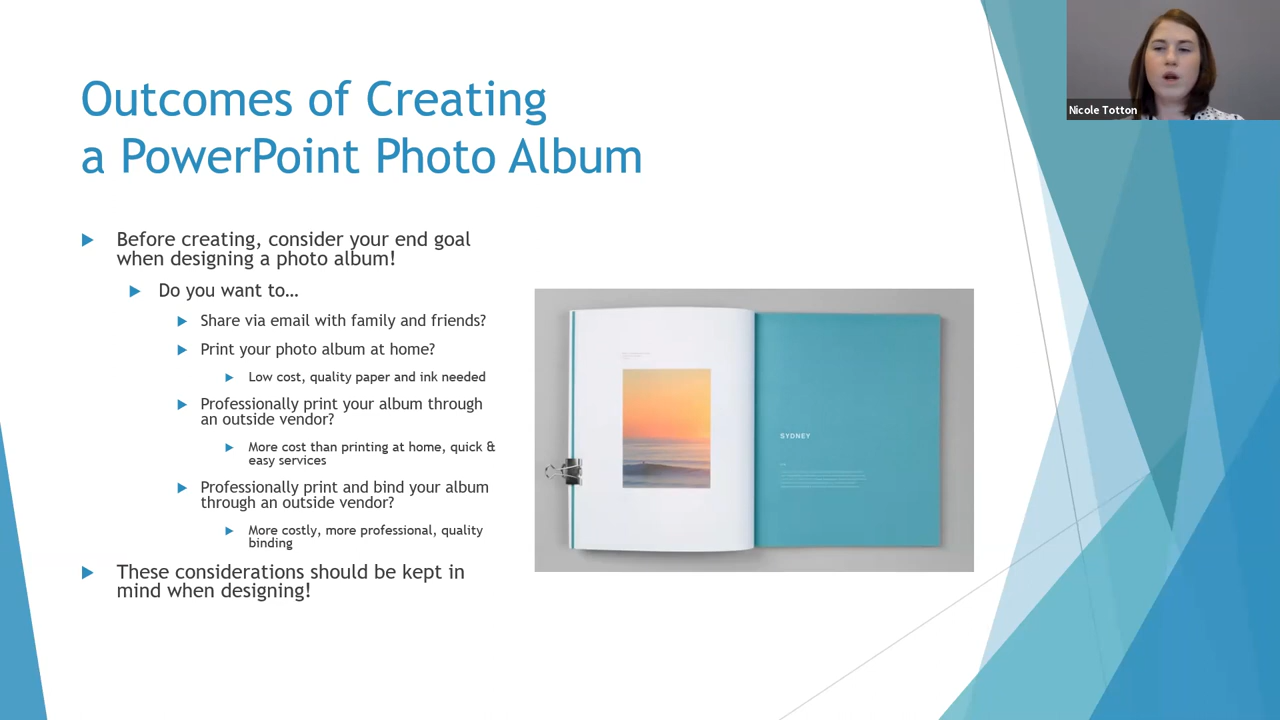 Outcomes of Creating
a PowerPoint Photo Album
Nicole Totton
Before creating, consider your end goal
when designing a photo album!
Do you want to…
Share via email with family and friends?
Print your photo album at home?
Low cost, quality paper and ink needed
Professionally print your album through
an outside vendor?
More cost than printing at home, quick &
easy services
Professionally print and bind your album
through an outside vendor?
More costly, more professional, quality
binding
These considerations should be kept in
mind when designing!
SYDNEY